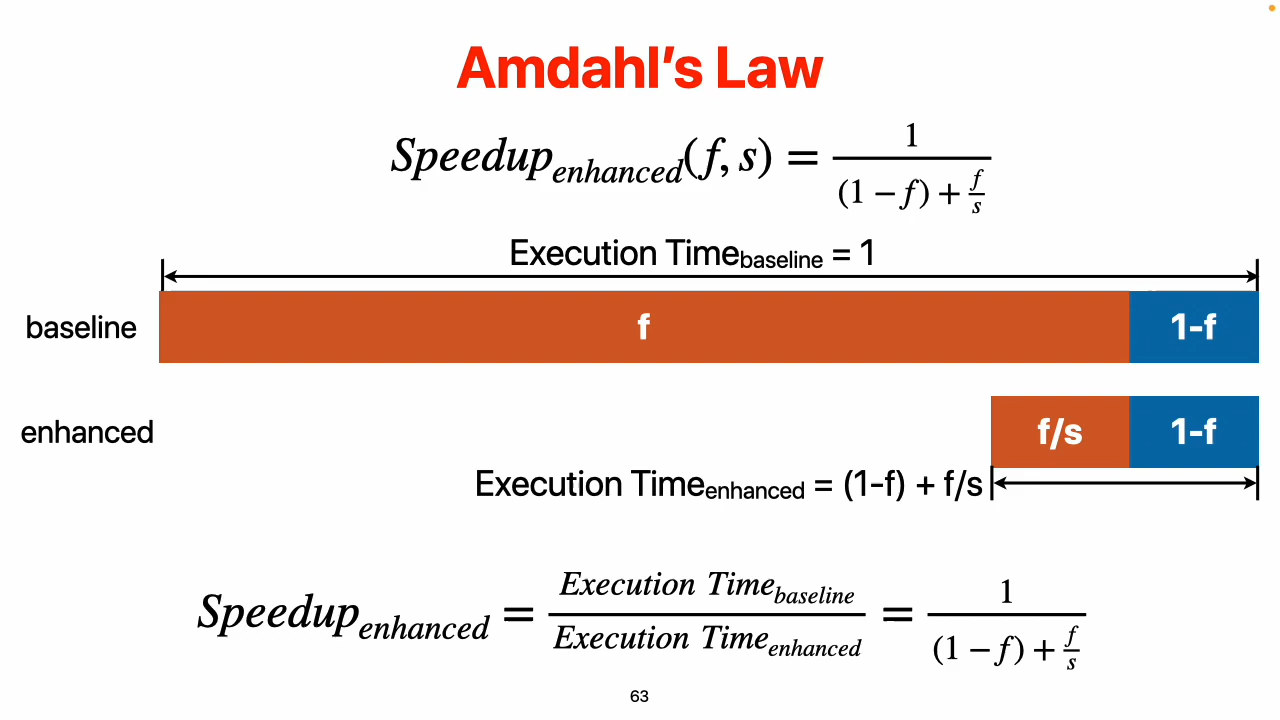 Amdahl's Law
Speedup_enhanced(f, s) = 1 / ((1 − f) + f/s)
Execution Time_baseline = 1
baseline f 1-f
enhanced f/s 1-f
Execution Time_enhanced = (1-f) + f/s
Speedup_enhanced = Execution Time_baseline / Execution Time_enhanced = 1 / ((1 − f) + f/s)
63